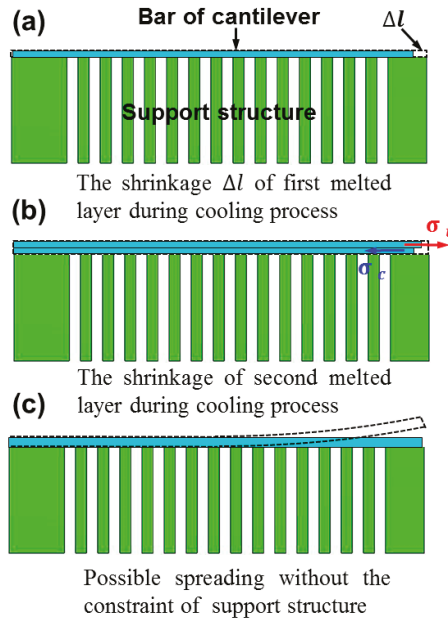 Bar of cantilever
(a)
Δl
Support structure
The shrinkage Δl of first melted
layer during cooling process
(b)
σ t
σ c
The shrinkage of second melted
layer during cooling process
(c)
Possible spreading without the
constraint of support structure